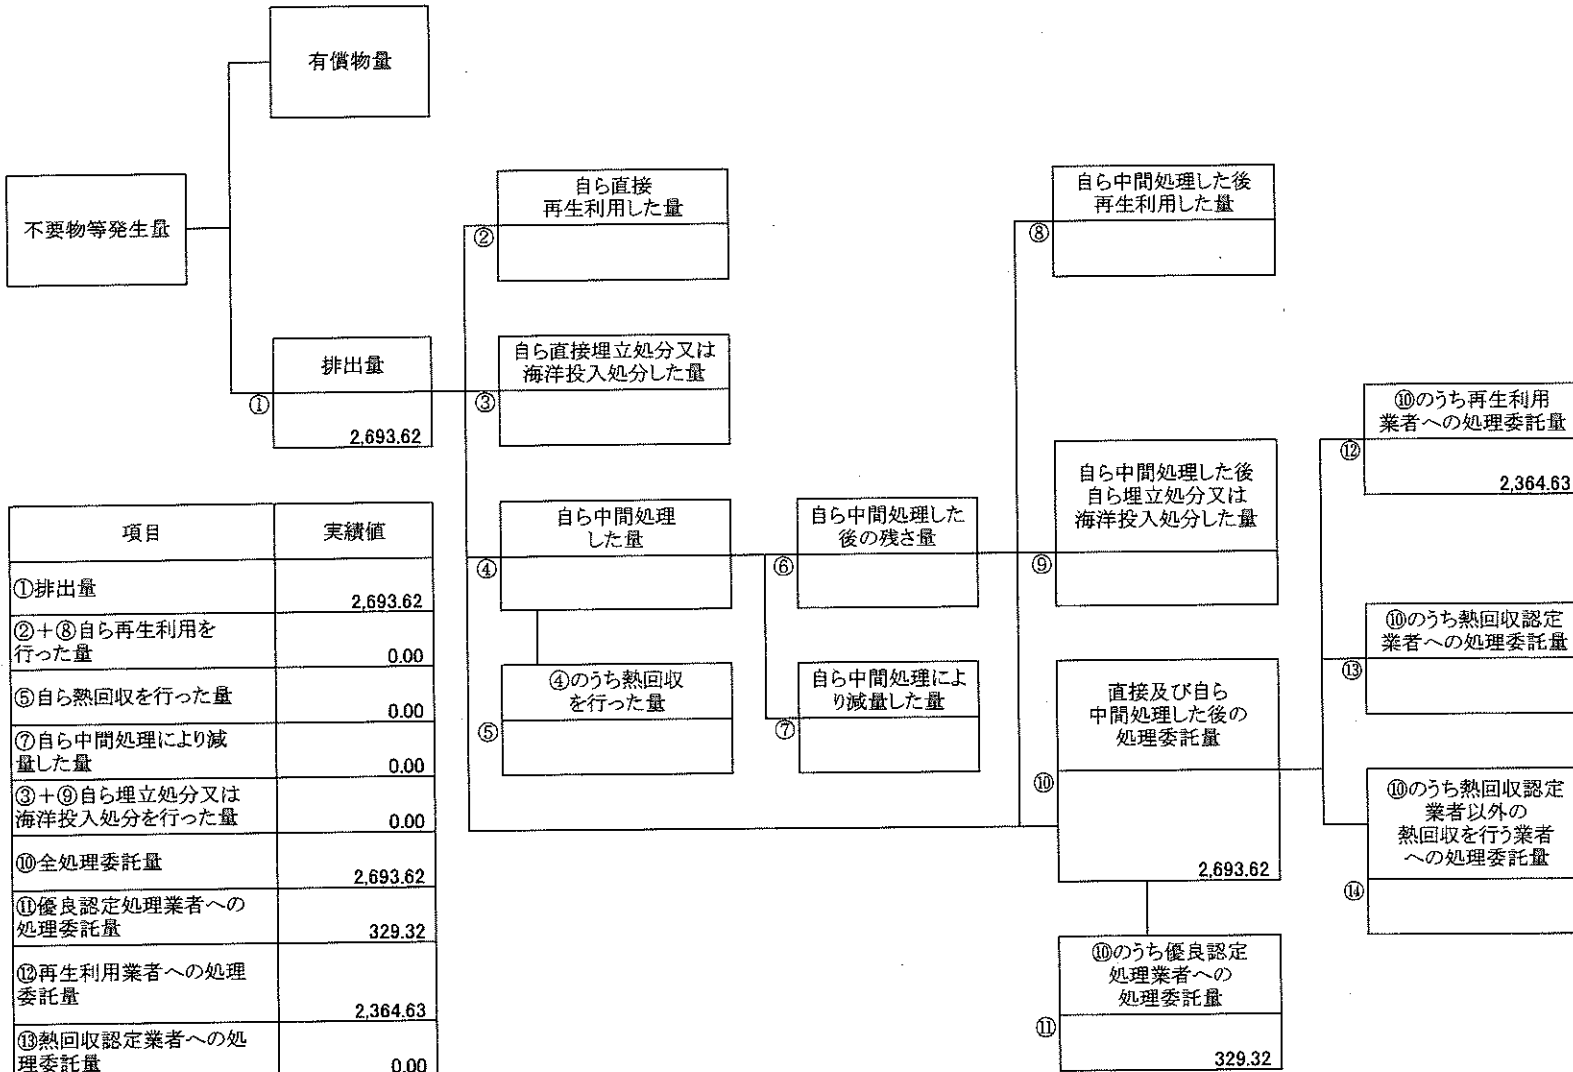 有償物量
不要物等発生量
排出量
①
2,693.62
自ら直接
再生利用した量
②
自ら直接埋立処分又は
海洋投入処分した量
③
自ら中間処理
した量
④
④のうち熱回収
を行った量
⑤
自ら中間処理した
後の残さ量
⑥
自ら中間処理によ
り減量した量
⑦
自ら中間処理した後
再生利用した量
⑧
自ら中間処理した後
自ら埋立処分又は
海洋投入処分した量
⑨
直接及び自ら
中間処理した後の
処理委託量
⑩
2,693.62
⑩のうち優良認定
処理業者への
処理委託量
⑪
329.32
⑩のうち再生利用
業者への処理委託量
⑫
2,364.63
⑩のうち熱回収認定
業者への処理委託量
⑬
⑩のうち熱回収認定
業者以外の
熱回収を行う業者
への処理委託量
⑭
項目 実績値
①排出量
2,693.62
②+⑧自ら再生利用を
行った量 0.00
⑤自ら熱回収を行った量
0.00
⑦自ら中間処理により減
量した量 0.00
③+⑨自ら埋立処分又は
海洋投入処分を行った量 0.00
⑩全処理委託量
2,693.62
⑪優良認定処理業者への
処理委託量 329.32
⑫再生利用業者への処理
委託量
2,364.63
⑬熱回収認定業者への処
理委託量 0.00